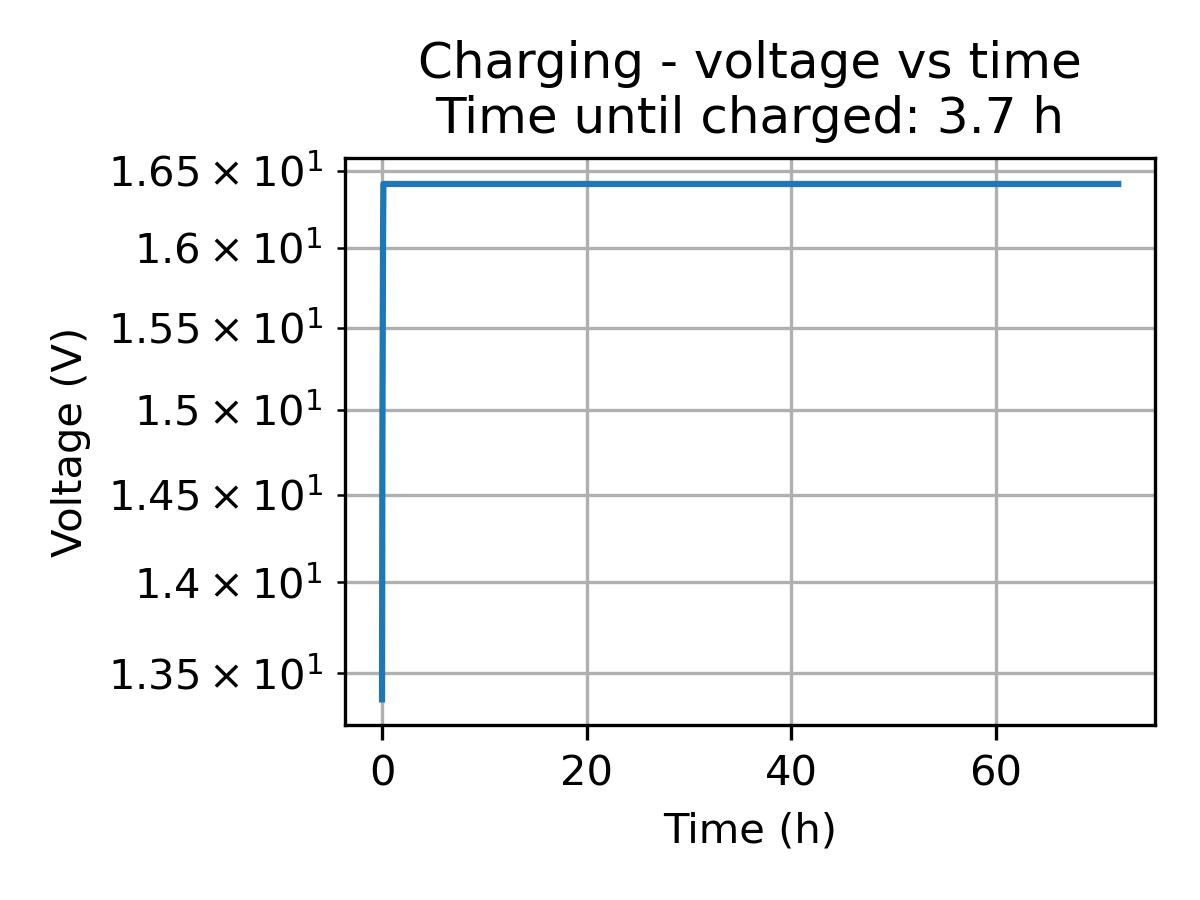 Charging - voltage vs time
Time until charged: 3.7 h
1.65 × 10¹
1.6 × 10¹
1.55 × 10¹
1.5 × 10¹
1.45 × 10¹
1.4 × 10¹
1.35 × 10¹
Voltage (V)
0 20 40 60
Time (h)